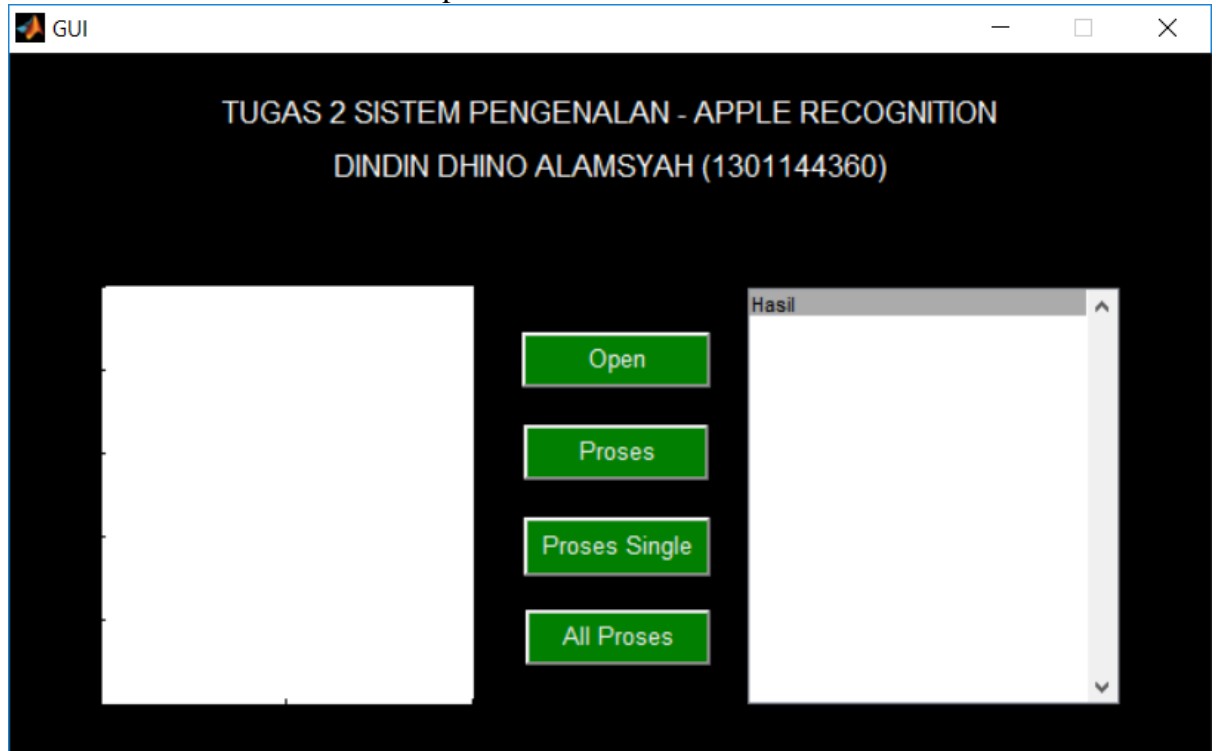 GUI
TUGAS 2 SISTEM PENGENALAN - APPLE RECOGNITION
DINDIN DHINO ALAMSYAH (1301144360)
Hasil
Open
Proses
Proses Single
All Proses